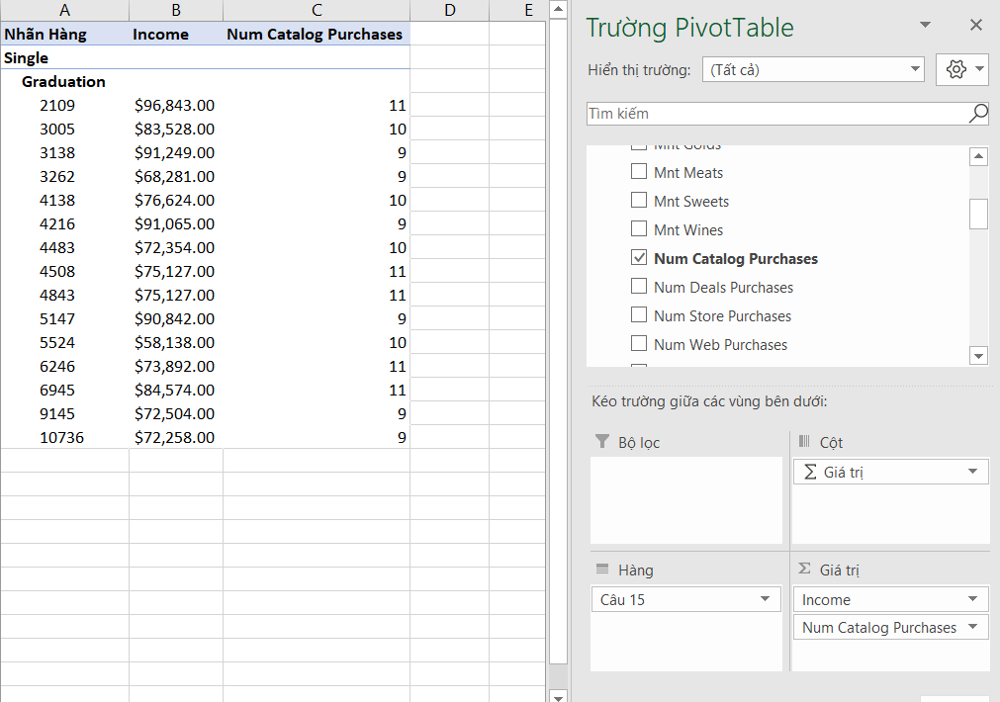 A B C D E
Nhãn Hàng Income Num Catalog Purchases
Single
Graduation
2109 $96,843.00 11
3005 $83,528.00 10
3138 $91,249.00 9
3262 $68,281.00 9
4138 $76,624.00 10
4216 $91,065.00 9
4483 $72,354.00 10
4508 $75,127.00 11
4843 $75,127.00 11
5147 $90,842.00 9
5524 $58,138.00 10
6246 $73,892.00 11
6945 $84,574.00 11
9145 $72,504.00 9
10736 $72,258.00 9
Trường PivotTable
Hiển thị trường: (Tất cả)
Tìm kiếm
Mnt Golds
Mnt Meats
Mnt Sweets
Mnt Wines
Num Catalog Purchases
Num Deals Purchases
Num Store Purchases
Num Web Purchases
Kéo trường giữa các vùng bên dưới:
Bộ lọc
Cột
Σ Giá trị
Hàng
Câu 15
Σ Giá trị
Income
Num Catalog Purchases